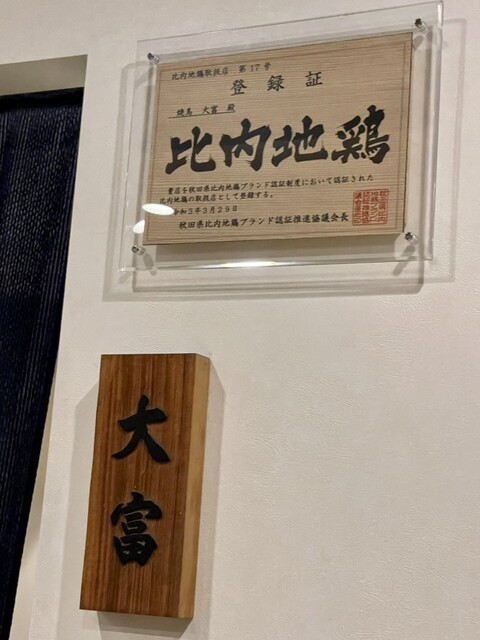 比内地鶏取扱店 第17号
登録証
焼鳥 大富 殿
比内地鶏
貴店を秋田県比内地鶏ブランド認証制度において認証された
比内地鶏の取扱店として登録する。
令和3年3月29日
秋田県比内地鶏ブランド認証推進協議会長
大富